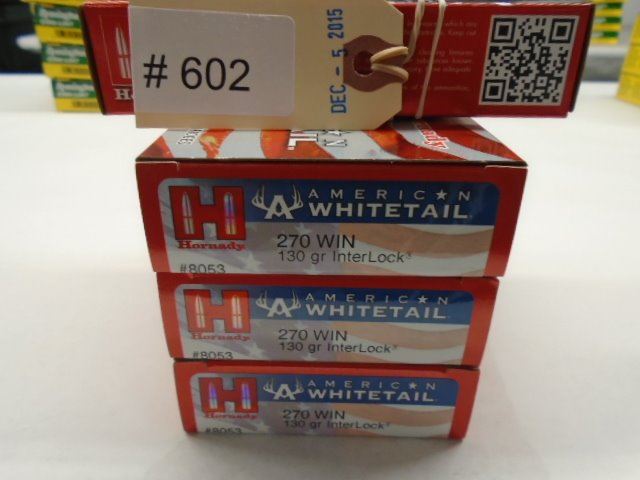 # 602
DEC - 5 2015
Hornady
AMERICAN
WHITETAIL
270 WIN
130 gr InterLock
Hornady
#8053
AMERICAN
WHITETAIL
270 WIN
130 gr InterLock
Hornady
#8053
AMERICAN
WHITETAIL
270 WIN
130 gr InterLock
Hornady
#8053